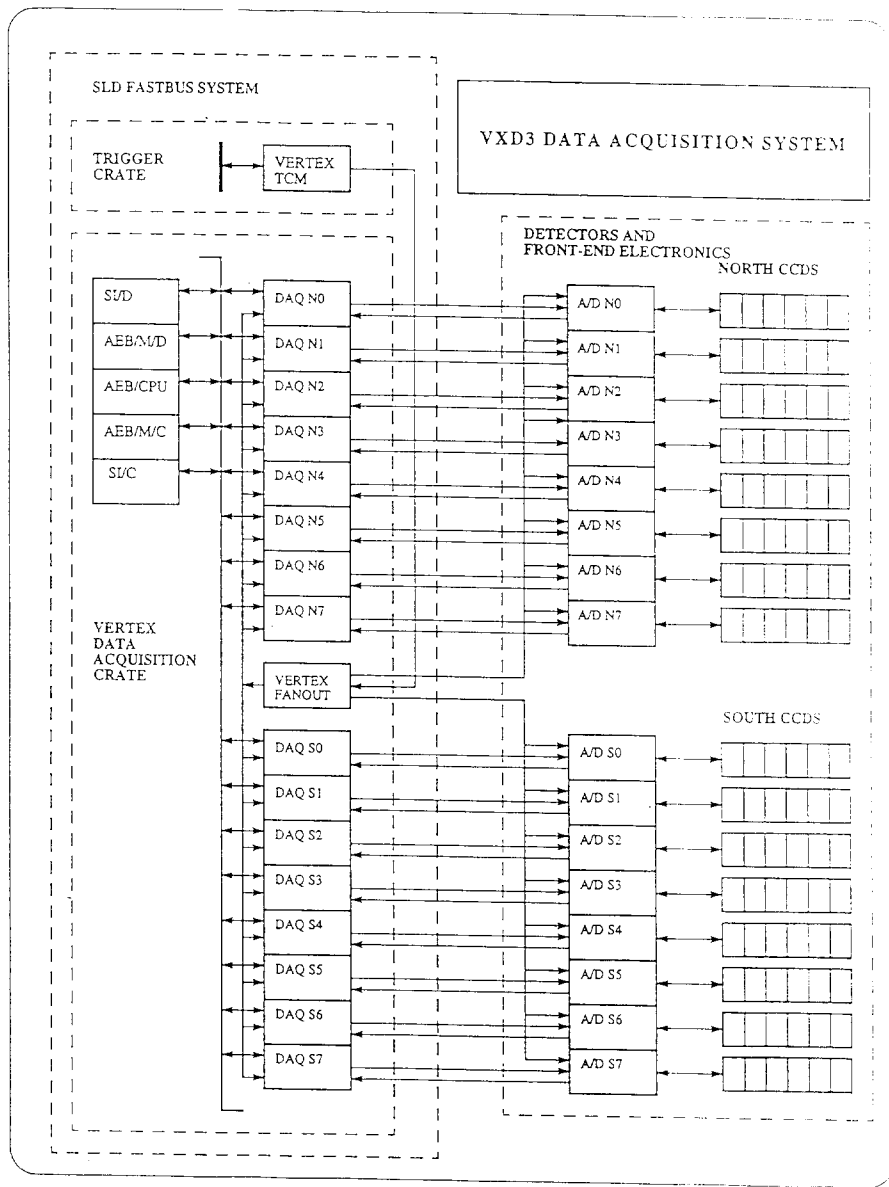 SLD FASTBUS SYSTEM
VXD3 DATA ACQUISITION SYSTEM
TRIGGER
CRATE
VERTEX
TCM
DETECTORS AND
FRONT-END ELECTRONICS
NORTH CCDS
SI/D
AEB/M/D
AEB/CPU
AEB/M/C
SI/C
DAQ N0
DAQ N1
DAQ N2
DAQ N3
DAQ N4
DAQ N5
DAQ N6
DAQ N7
A/D N0
A/D N1
A/D N2
A/D N3
A/D N4
A/D N5
A/D N6
A/D N7
VERTEX
DATA
ACQUISITION
CRATE
VERTEX
FANOUT
SOUTH CCDS
DAQ S0
DAQ S1
DAQ S2
DAQ S3
DAQ S4
DAQ S5
DAQ S6
DAQ S7
A/D S0
A/D S1
A/D S2
A/D S3
A/D S4
A/D S5
A/D S6
A/D S7